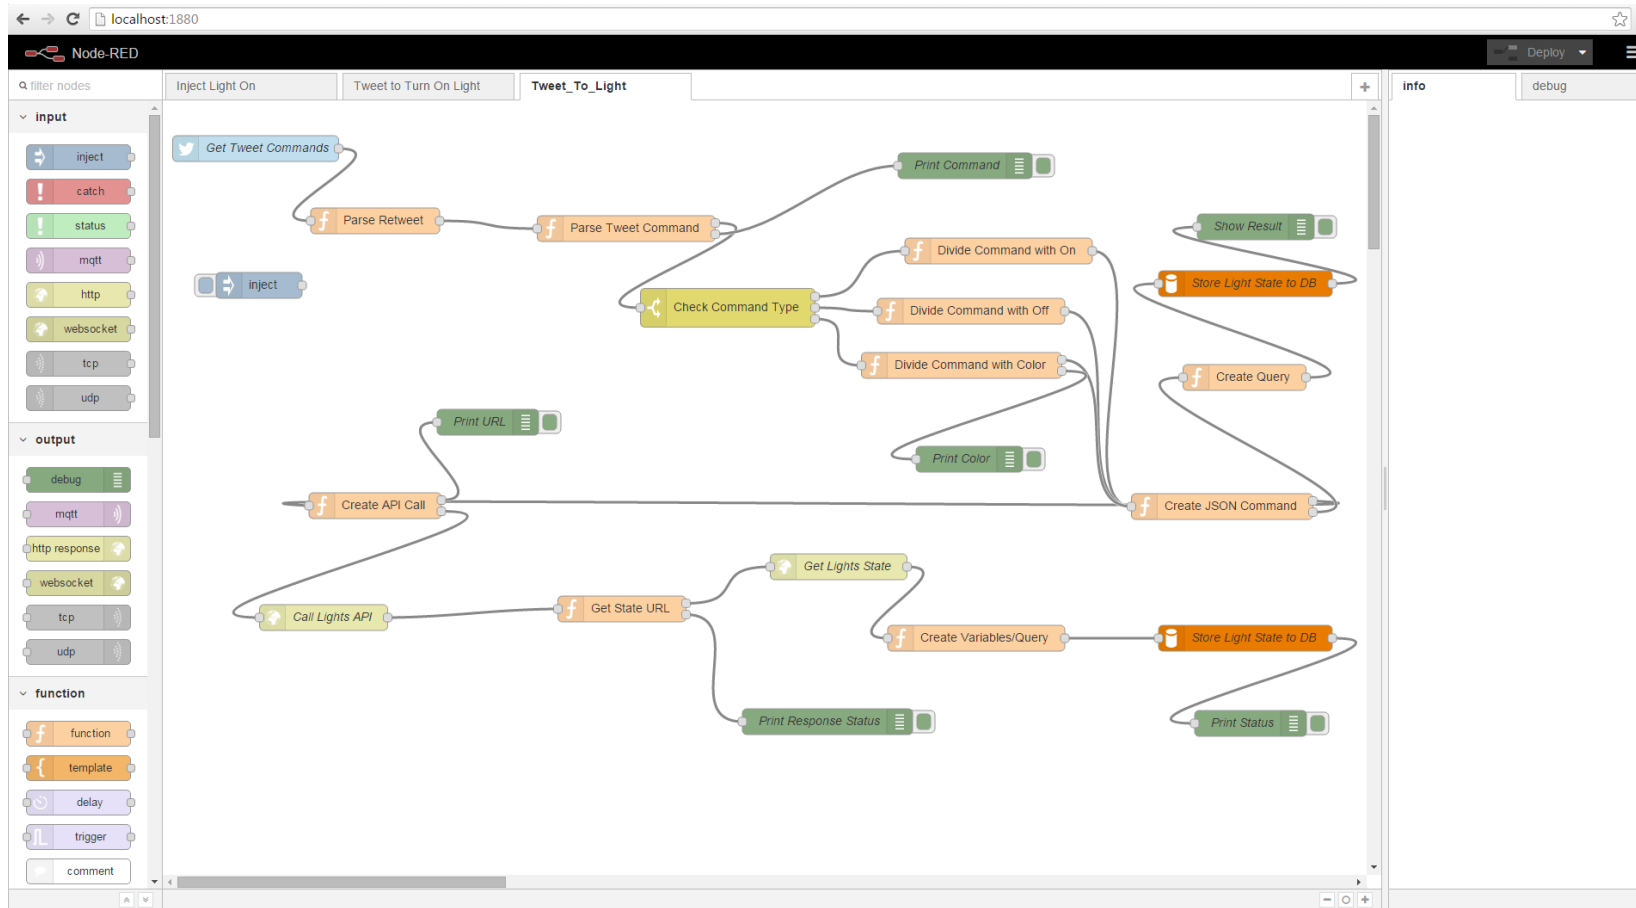 localhost:1880
Node-RED
Deploy
filter nodes
Inject Light On
Tweet to Turn On Light
Tweet_To_Light
info
debug
input
inject
catch
status
mqtt
http
websocket
tcp
udp
output
debug
mqtt
http response
websocket
tcp
udp
function
function
template
delay
trigger
comment
Get Tweet Commands
Print Command
Parse Retweet
Parse Tweet Command
Show Result
Divide Command with On
inject
Store Light State to DB
Check Command Type
Divide Command with Off
Divide Command with Color
Create Query
Print URL
Print Color
Create API Call
Create JSON Command
Get Lights State
Call Lights API
Get State URL
Create Variables/Query
Store Light State to DB
Print Response Status
Print Status